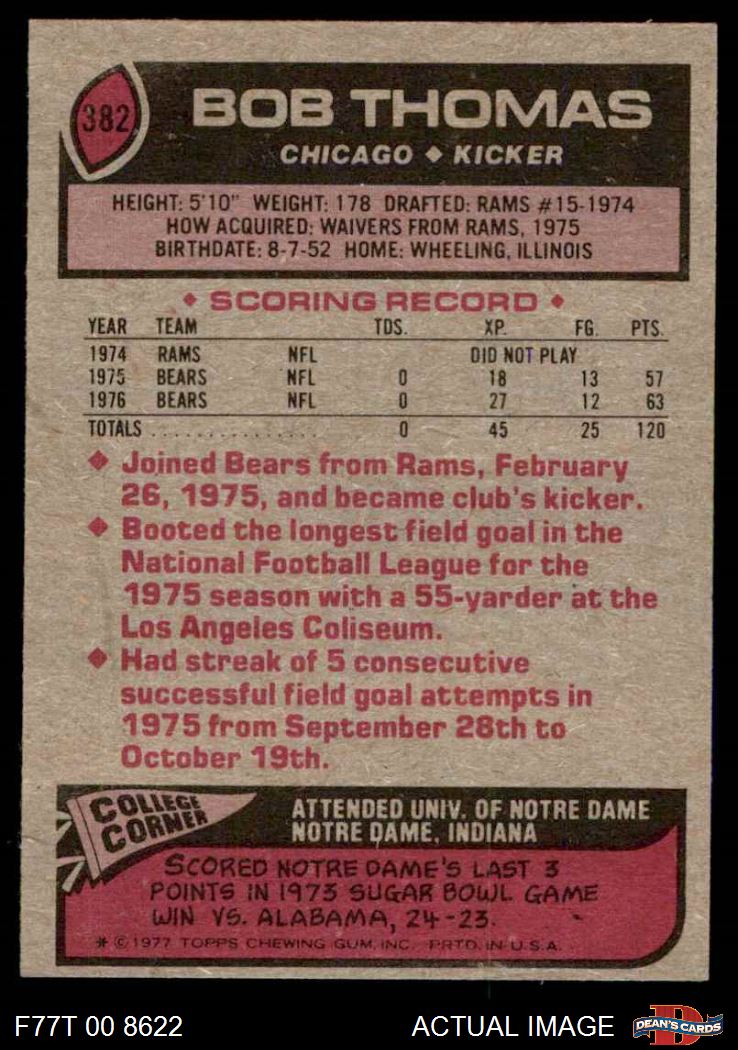 382
BOB THOMAS
CHICAGO ◆ KICKER
HEIGHT: 5'10" WEIGHT: 178 DRAFTED: RAMS #15-1974
HOW ACQUIRED: WAIVERS FROM RAMS, 1975
BIRTHDATE: 8-7-52 HOME: WHEELING, ILLINOIS
◆ SCORING RECORD ◆
YEAR TEAM TDS. XP. FG. PTS.
1974 RAMS NFL DID NOT PLAY
1975 BEARS NFL 0 18 13 57
1976 BEARS NFL 0 27 12 63
TOTALS ................ 0 45 25 120
◆ Joined Bears from Rams, February
26, 1975, and became club's kicker.
◆ Booted the longest field goal in the
National Football League for the
1975 season with a 55-yarder at the
Los Angeles Coliseum.
◆ Had streak of 5 consecutive
successful field goal attempts in
1975 from September 28th to
October 19th.
COLLEGE
CORNER
ATTENDED UNIV. OF NOTRE DAME
NOTRE DAME, INDIANA
SCORED NOTRE DAME'S LAST 3
POINTS IN 1973 SUGAR BOWL GAME
WIN VS. ALABAMA, 24-23.
* © 1977 TOPPS CHEWING GUM, INC. PRTD. IN U.S.A.
F77T 00 8622 ACTUAL IMAGE
D
DEAN'S CARDS